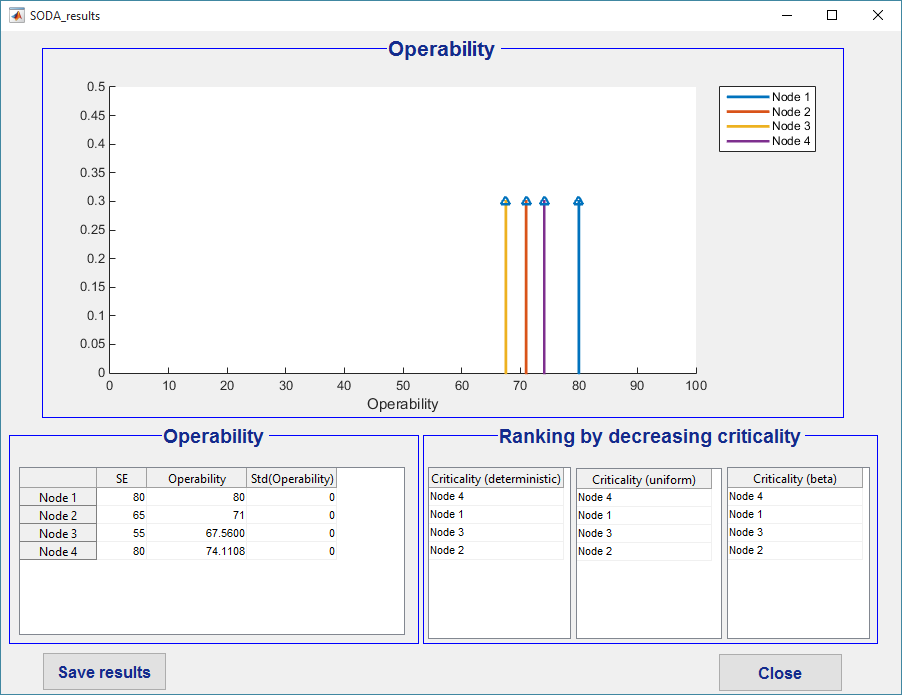 SODA_results
Operability
0.5
0.45
0.4
0.35
0.3
0.25
0.2
0.15
0.1
0.05
0
0 10 20 30 40 50 60 70 80 90 100
Operability
Node 1
Node 2
Node 3
Node 4
Operability
SE Operability Std(Operability)
Node 1 80 80 0
Node 2 65 71 0
Node 3 55 67.5600 0
Node 4 80 74.1108 0
Ranking by decreasing criticality
Criticality (deterministic) Criticality (uniform) Criticality (beta)
Node 4 Node 4 Node 4
Node 1 Node 1 Node 1
Node 3 Node 3 Node 3
Node 2 Node 2 Node 2
Save results
Close